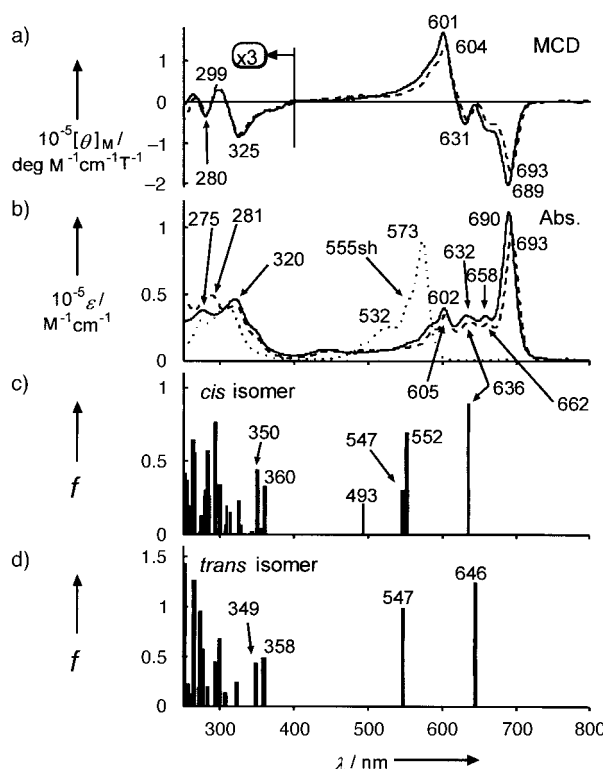 a)
10⁻⁵[θ]M /
deg M⁻¹cm⁻¹T⁻¹
1
0
−1
−2
x3
MCD
299
280
325
601
604
631
693
689
b)
10⁻⁵ε /
M⁻¹cm⁻¹
1
0.5
0
Abs.
275
281
320
532
555sh
573
602
632
658
690
693
605
636
662
c)
f
1
0.5
0
cis isomer
350
360
493
547
552
d)
f
1.5
1
0.5
0
trans isomer
349
358
547
646
300 400 500 600 700 800
λ / nm